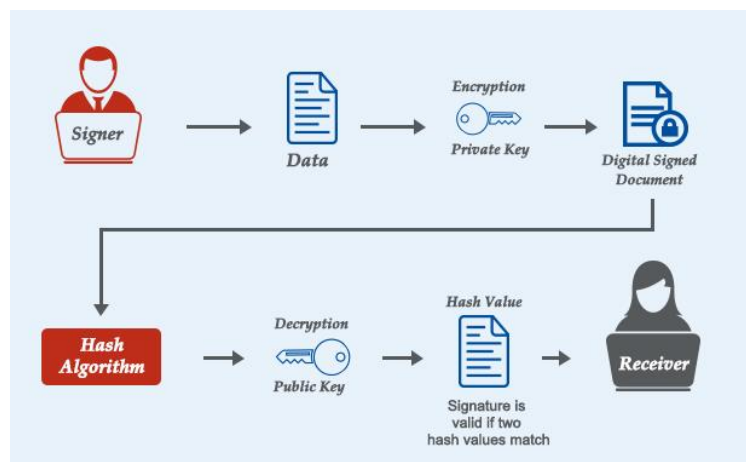 Signer
Data
Encryption
Private Key
Digital Signed
Document
Hash
Algorithm
Decryption
Public Key
Hash Value
Signature is
valid if two
hash values match
Receiver